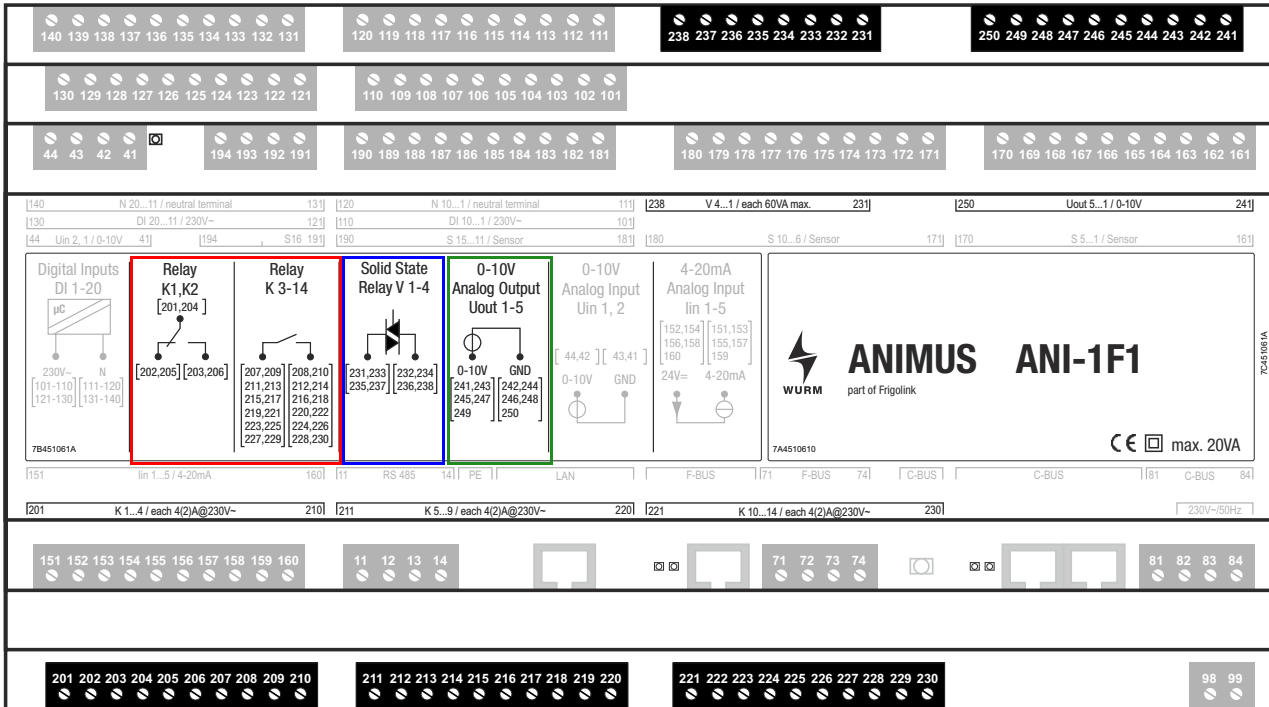 140 139 138 137 136 135 134 133 132 131
120 119 118 117 116 115 114 113 112 111
238 237 236 235 234 233 232 231
250 249 248 247 246 245 244 243 242 241
130 129 128 127 126 125 124 123 122 121
110 109 108 107 106 105 104 103 102 101
44 43 42 41
194 193 192 191
190 189 188 187 186 185 184 183 182 181
180 179 178 177 176 175 174 173 172 171
170 169 168 167 166 165 164 163 162 161
140 N 20...11 / neutral terminal 131
120 N 10...1 / neutral terminal 111
238 V 4...1 / each 60VA max. 231
250 Uout 5...1 / 0-10V 241
130 DI 20...11 / 230V~ 121
110 DI 10...1 / 230V~ 101
44 Uin 2, 1 / 0-10V 41
194 S16 191
190 S 15...11 / Sensor 181
180 S 10...6 / Sensor 171
170 S 5...1 / Sensor 161
Digital Inputs
DI 1-20
µC
230V~ N
[101-110] [111-120]
[121-130] [131-140]
7B451061A
Relay
K1,K2
[201,204]
[202,205] [203,206]
Relay
K 3-14
207,209 208,210
211,213 212,214
215,217 216,218
219,221 220,222
223,225 224,226
227,229 228,230
Solid State
Relay V 1-4
231,233 232,234
235,237 236,238
0-10V
Analog Output
Uout 1-5
0-10V GND
241,243 242,244
245,247 246,248
249 250
0-10V
Analog Input
Uin 1, 2
[ 44,42 ] [ 43,41 ]
0-10V GND
4-20mA
Analog Input
Iin 1-5
152,154 151,153
156,158 155,157
160 159
24V= 4-20mA
WURM
ANIMUS ANI-1F1
part of Frigolink
7A4510610
CE max. 20VA
7C451061A
151 Iin 1...5 / 4-20mA 160
11 RS 485 14
PE
LAN
F-BUS
71 F-BUS 74
C-BUS
C-BUS
81 C-BUS 84
201 K 1...4 / each 4(2)A@230V~ 210
211 K 5...9 / each 4(2)A@230V~ 220
221 K 10...14 / each 4(2)A@230V~ 230
230V~/50Hz
151 152 153 154 155 156 157 158 159 160
11 12 13 14
71 72 73 74
81 82 83 84
201 202 203 204 205 206 207 208 209 210
211 212 213 214 215 216 217 218 219 220
221 222 223 224 225 226 227 228 229 230
98 99